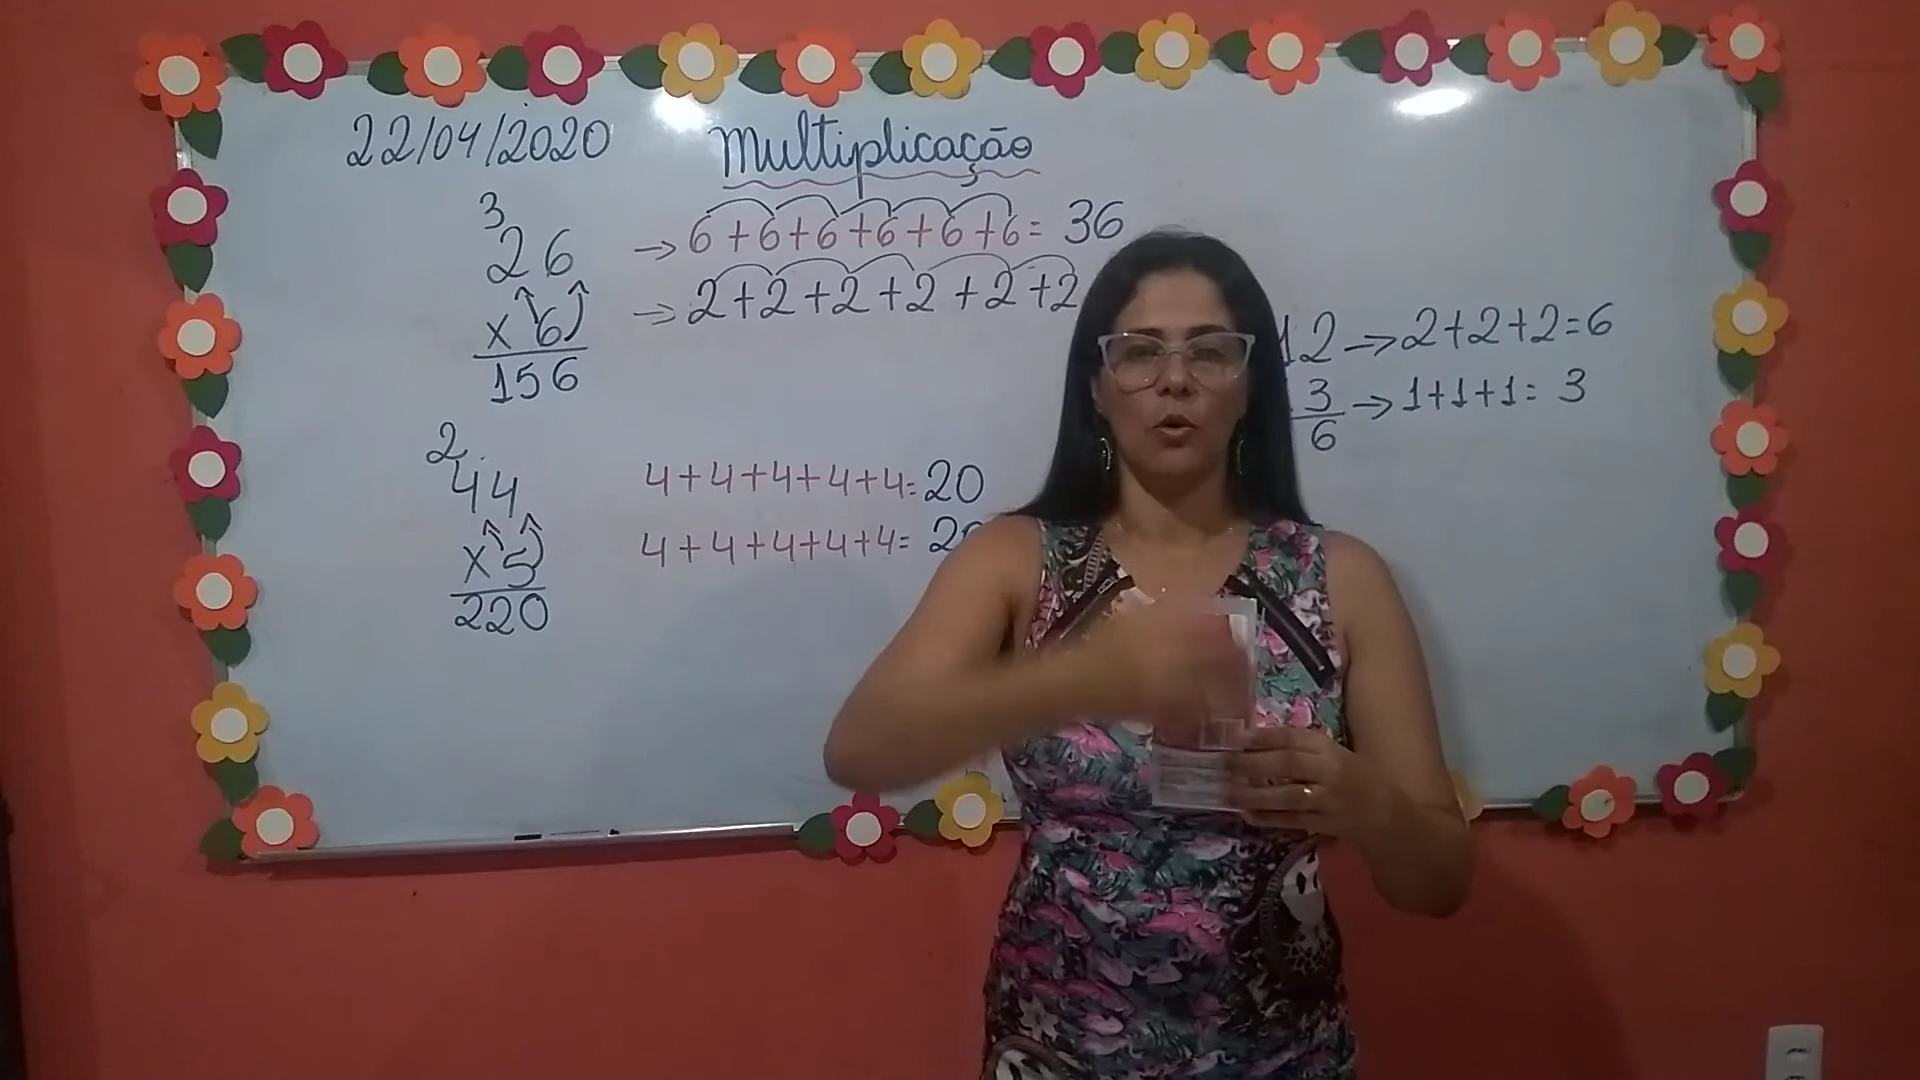 22/04/2020 Multiplicação
3
26
x 6
156
→ 6+6+6+6+6+6= 36
→ 2+2+2+2+2+2
2
44
x 5
220
4+4+4+4+4= 20
4+4+4+4+4= 20
12 → 2+2+2=6
3 → 1+1+1= 3
6